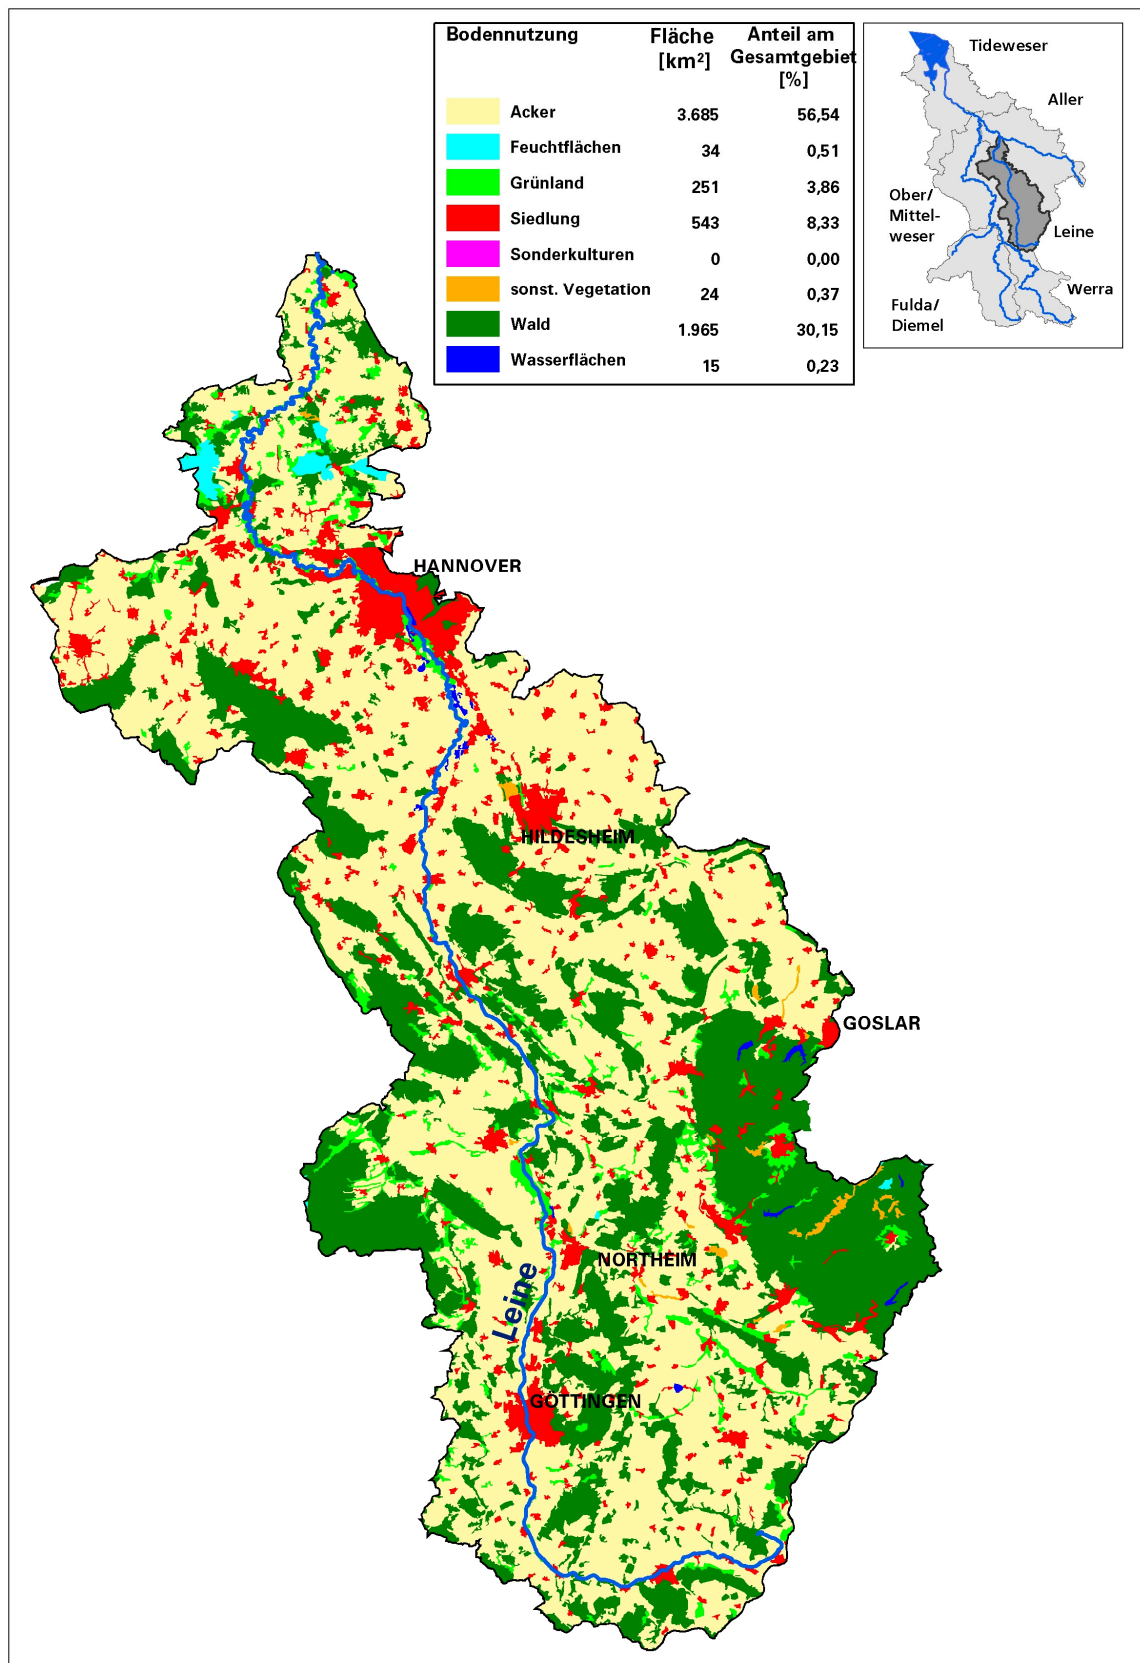 Bodennutzung Fläche [km²] Anteil am Gesamtgebiet [%]
Acker 3.685 56,54
Feuchtflächen 34 0,51
Grünland 251 3,86
Siedlung 543 8,33
Sonderkulturen 0 0,00
sonst. Vegetation 24 0,37
Wald 1.965 30,15
Wasserflächen 15 0,23
Tideweser
Aller
Ober/
Mittel-
weser
Leine
Werra
Fulda/
Diemel
HANNOVER
HILDESHEIM
GOSLAR
NORTHEIM
Leine
GÖTTINGEN